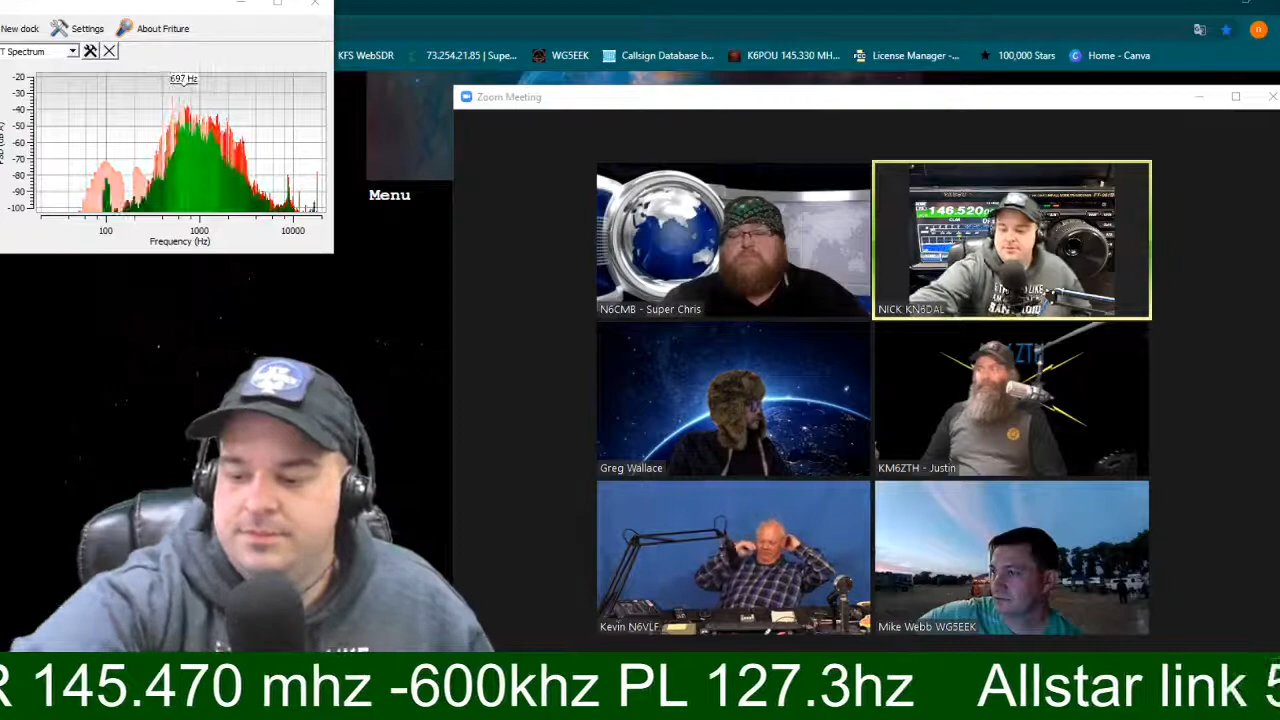 New dock Settings About Friture
T Spectrum
697 Hz
-20
-30
-40
-50
-60
-70
-80
-90
-100
100 1000 10000
Frequency (Hz)
KFS WebSDR 73.254.21.85 | Supe... WG5EEK Callsign Database b... K6POU 145.330 MH... License Manager -... 100,000 Stars Home - Canva
n
Zoom Meeting
Menu
146.520
N6CMB - Super Chris
NICK KN6DAL
Greg Wallace
KM6ZTH - Justin
Kevin N6VLF
Mike Webb WG5EEK
R 145.470 mhz -600khz PL 127.3hz Allstar link 5